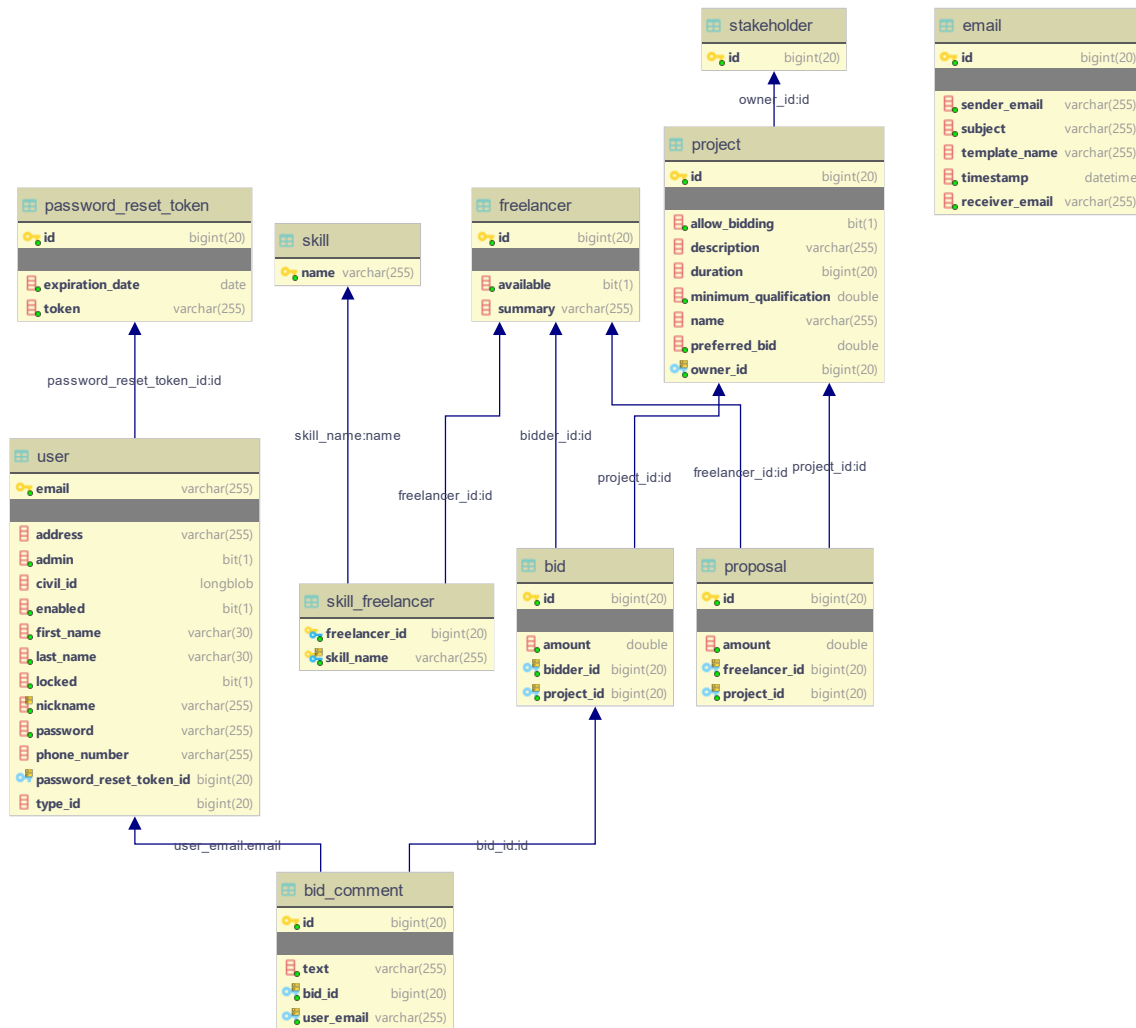 stakeholder
id bigint(20)
email
id bigint(20)
sender_email varchar(255)
subject varchar(255)
template_name varchar(255)
timestamp datetime
receiver_email varchar(255)
owner_id:id
project
id bigint(20)
allow_bidding bit(1)
description varchar(255)
duration bigint(20)
minimum_qualification double
name varchar(255)
preferred_bid double
owner_id bigint(20)
password_reset_token
id bigint(20)
expiration_date date
token varchar(255)
skill
name varchar(255)
freelancer
id bigint(20)
available bit(1)
summary varchar(255)
password_reset_token_id:id
skill_name:name
freelancer_id:id
bidder_id:id
project_id:id
freelancer_id:id
project_id:id
user
email varchar(255)
address varchar(255)
admin bit(1)
civil_id longblob
enabled bit(1)
first_name varchar(30)
last_name varchar(30)
locked bit(1)
nickname varchar(255)
password varchar(255)
phone_number varchar(255)
password_reset_token_id bigint(20)
type_id bigint(20)
skill_freelancer
freelancer_id bigint(20)
skill_name varchar(255)
bid
id bigint(20)
amount double
bidder_id bigint(20)
project_id bigint(20)
proposal
id bigint(20)
amount double
freelancer_id bigint(20)
project_id bigint(20)
user_email:email
bid_id:id
bid_comment
id bigint(20)
text varchar(255)
bid_id bigint(20)
user_email varchar(255)